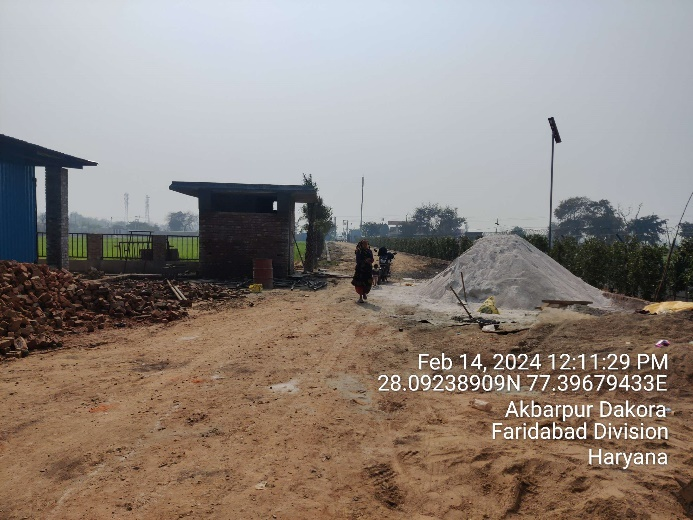 Feb 14, 2024 12:11:29 PM
28.09238909N 77.39679433E
Akbarpur Dakora
Faridabad Division
Haryana